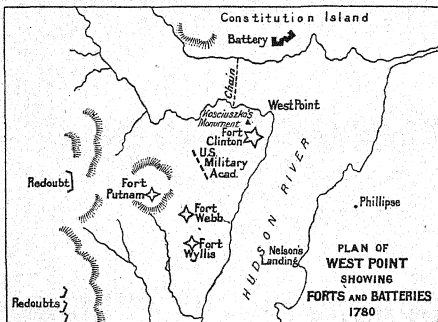 Constitution Island
Battery
Chain
West Point
Kosciuszko's
Monument
Fort
Clinton
U.S.
Military
Acad.
Redoubt
Fort
Putnam
HUDSON RIVER
Fort
Webb
Phillipse
Fort
Wyllis
Nelson's
Landing
Redoubts
PLAN OF
WEST POINT
SHOWING
FORTS AND BATTERIES
1780